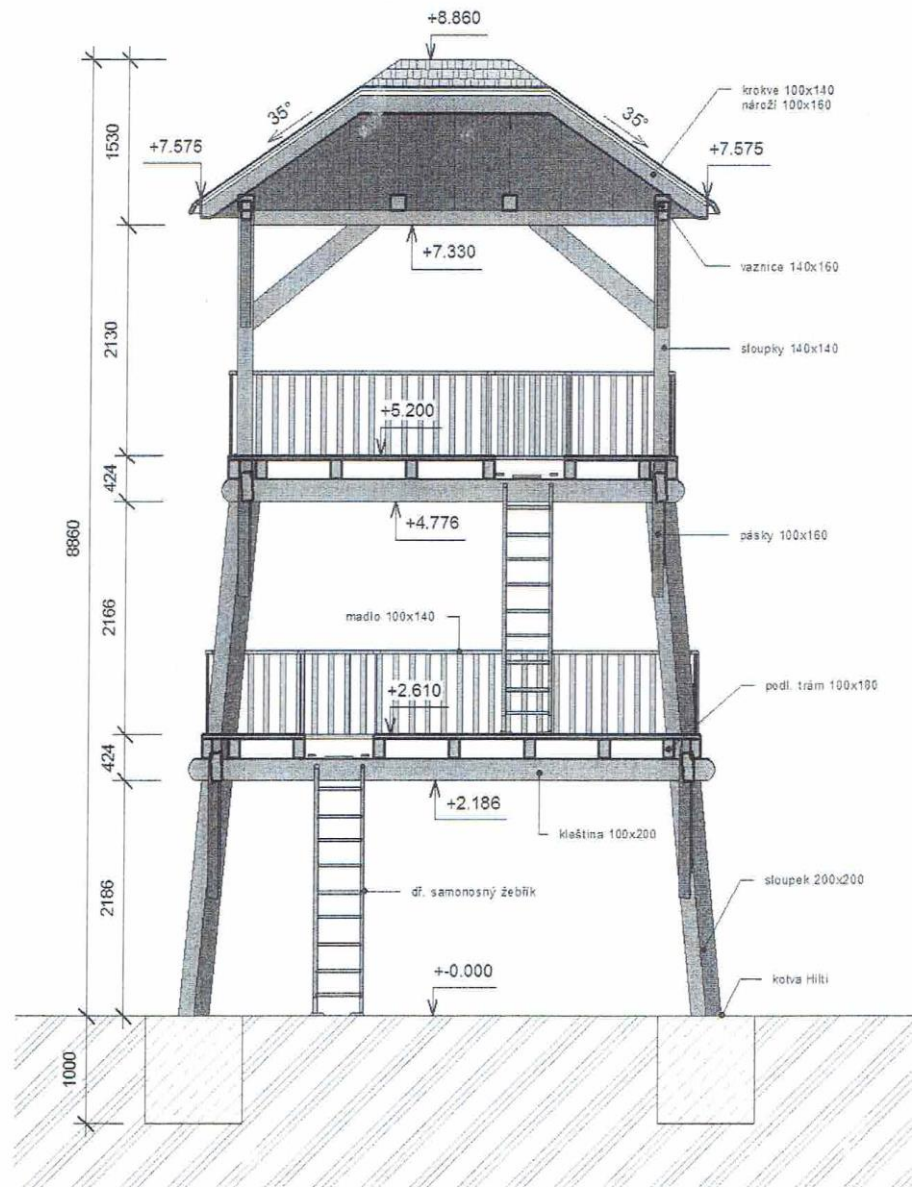 +8.860
krokve 100x140
nároží 100x160
35°
35°
1530
+7.575
+7.575
+7.330
vaznice 140x160
2130
sloupky 140x140
+5.200
424
+4.776
8860
pásky 100x160
2166
madlo 100x140
+2.610
podl. trám 100x180
424
+2.186
kleština 100x200
2186
dř. samonosný žebřík
sloupek 200x200
+-0.000
kotva Hilti
1000